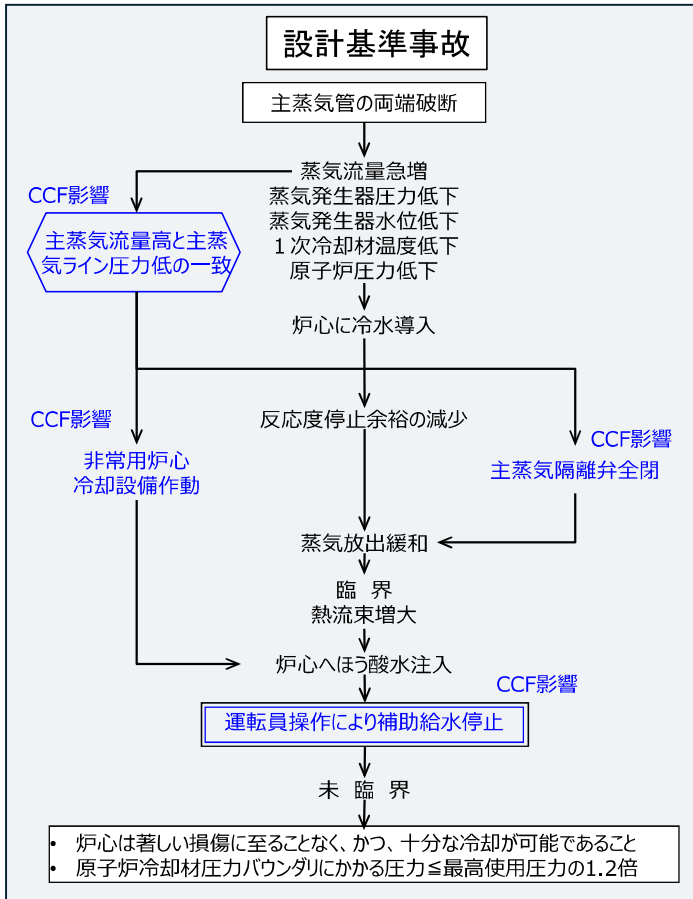 設計基準事故
主蒸気管の両端破断
蒸気流量急増
蒸気発生器圧力低下
蒸気発生器水位低下
1次冷却材温度低下
原子炉圧力低下
CCF影響
主蒸気流量高と主蒸
気ライン圧力低の一致
炉心に冷水導入
CCF影響
非常用炉心
冷却設備作動
反応度停止余裕の減少
CCF影響
主蒸気隔離弁全閉
蒸気放出緩和
臨 界
熱流束増大
炉心へほう酸水注入
CCF影響
運転員操作により補助給水停止
未 臨 界
• 炉心は著しい損傷に至ることなく、かつ、十分な冷却が可能であること
• 原子炉冷却材圧力バウンダリにかかる圧力≦最高使用圧力の1.2倍